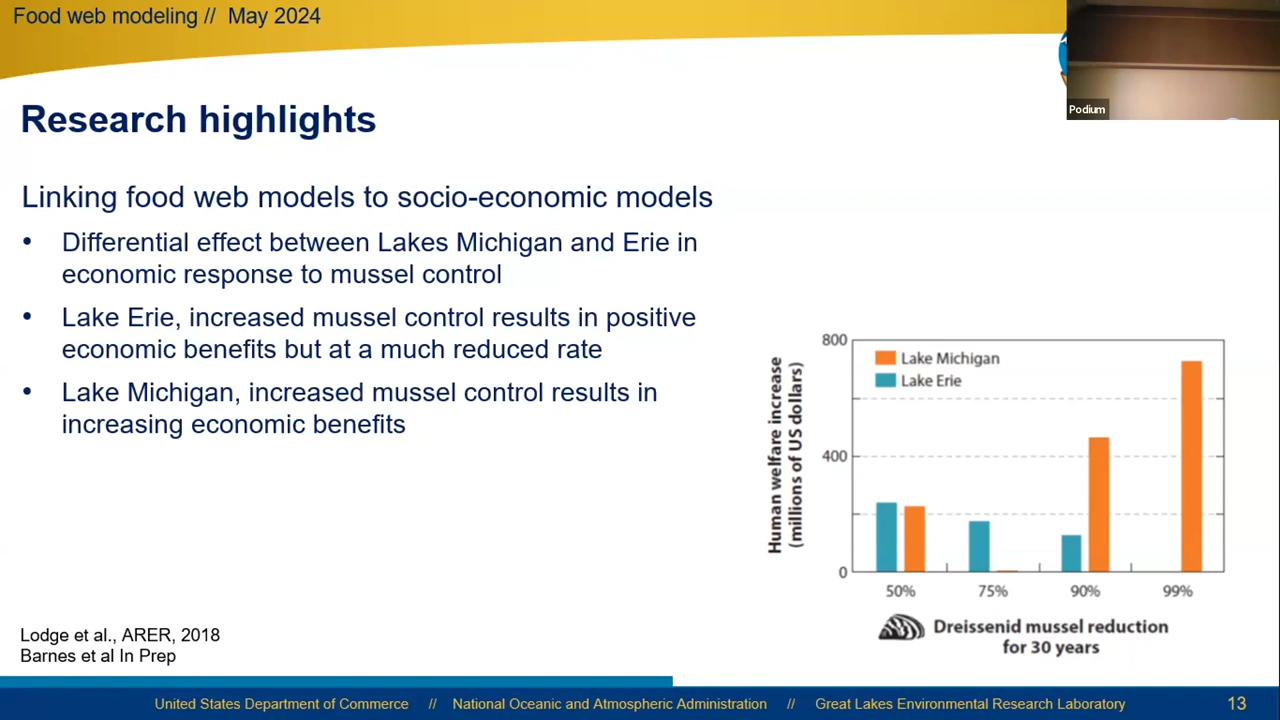 Food web modeling // May 2024
Podium
Research highlights
Linking food web models to socio-economic models
• Differential effect between Lakes Michigan and Erie in
economic response to mussel control
• Lake Erie, increased mussel control results in positive
economic benefits but at a much reduced rate
• Lake Michigan, increased mussel control results in
increasing economic benefits
Human welfare increase
(millions of US dollars)
800
400
0
Lake Michigan
Lake Erie
50% 75% 90% 99%
Dreissenid mussel reduction
for 30 years
Lodge et al., ARER, 2018
Barnes et al In Prep
United States Department of Commerce // National Oceanic and Atmospheric Administration // Great Lakes Environmental Research Laboratory 13